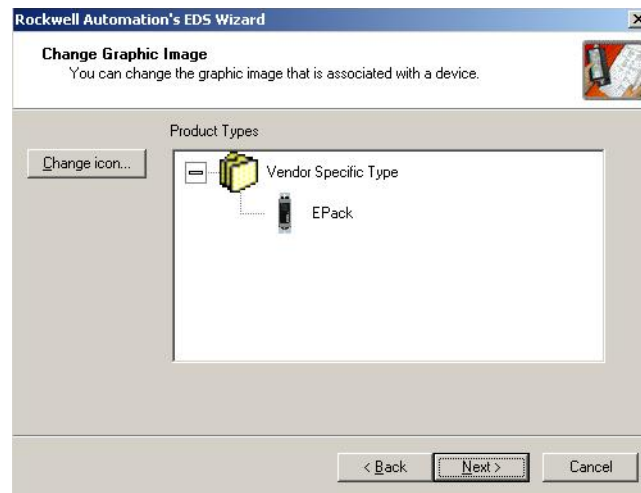 Rockwell Automation's EDS Wizard
Change Graphic Image
You can change the graphic image that is associated with a device.
Product Types
Change icon...
Vendor Specific Type
EPack
< Back Next > Cancel